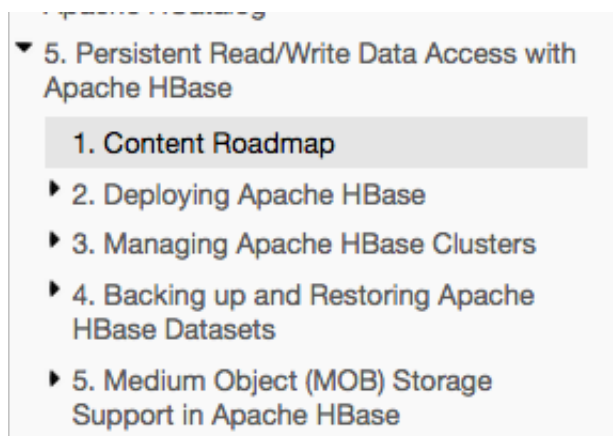 Apache HCatalog
5. Persistent Read/Write Data Access with
Apache HBase
1. Content Roadmap
2. Deploying Apache HBase
3. Managing Apache HBase Clusters
4. Backing up and Restoring Apache
HBase Datasets
5. Medium Object (MOB) Storage
Support in Apache HBase